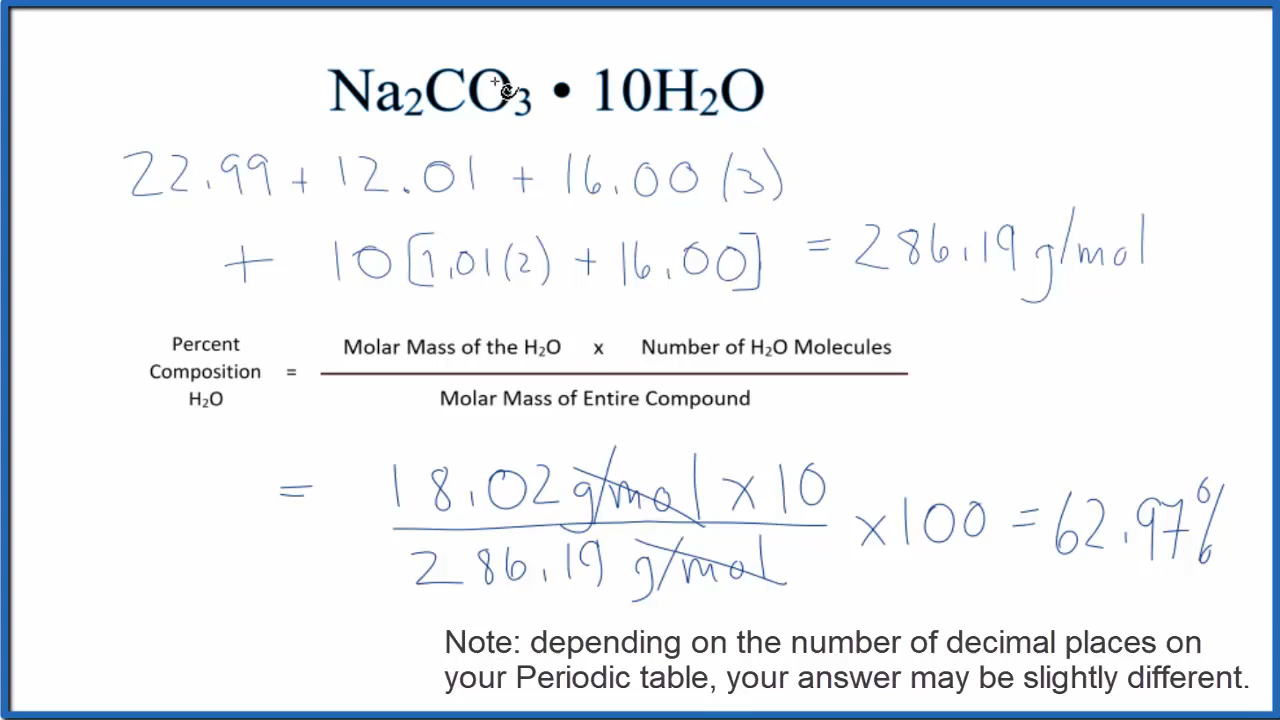 Na₂CO₃ • 10H₂O
22.99 + 12.01 + 16.00 (3)
+ 10 [1.01(2) + 16.00] = 286.19 g/mol
Percent Composition H₂O = Molar Mass of the H₂O x Number of H₂O Molecules
Molar Mass of Entire Compound
= 18.02 g/mol x 10
286.19 g/mol
x 100 = 62.97%
Note: depending on the number of decimal places on
your Periodic table, your answer may be slightly different.